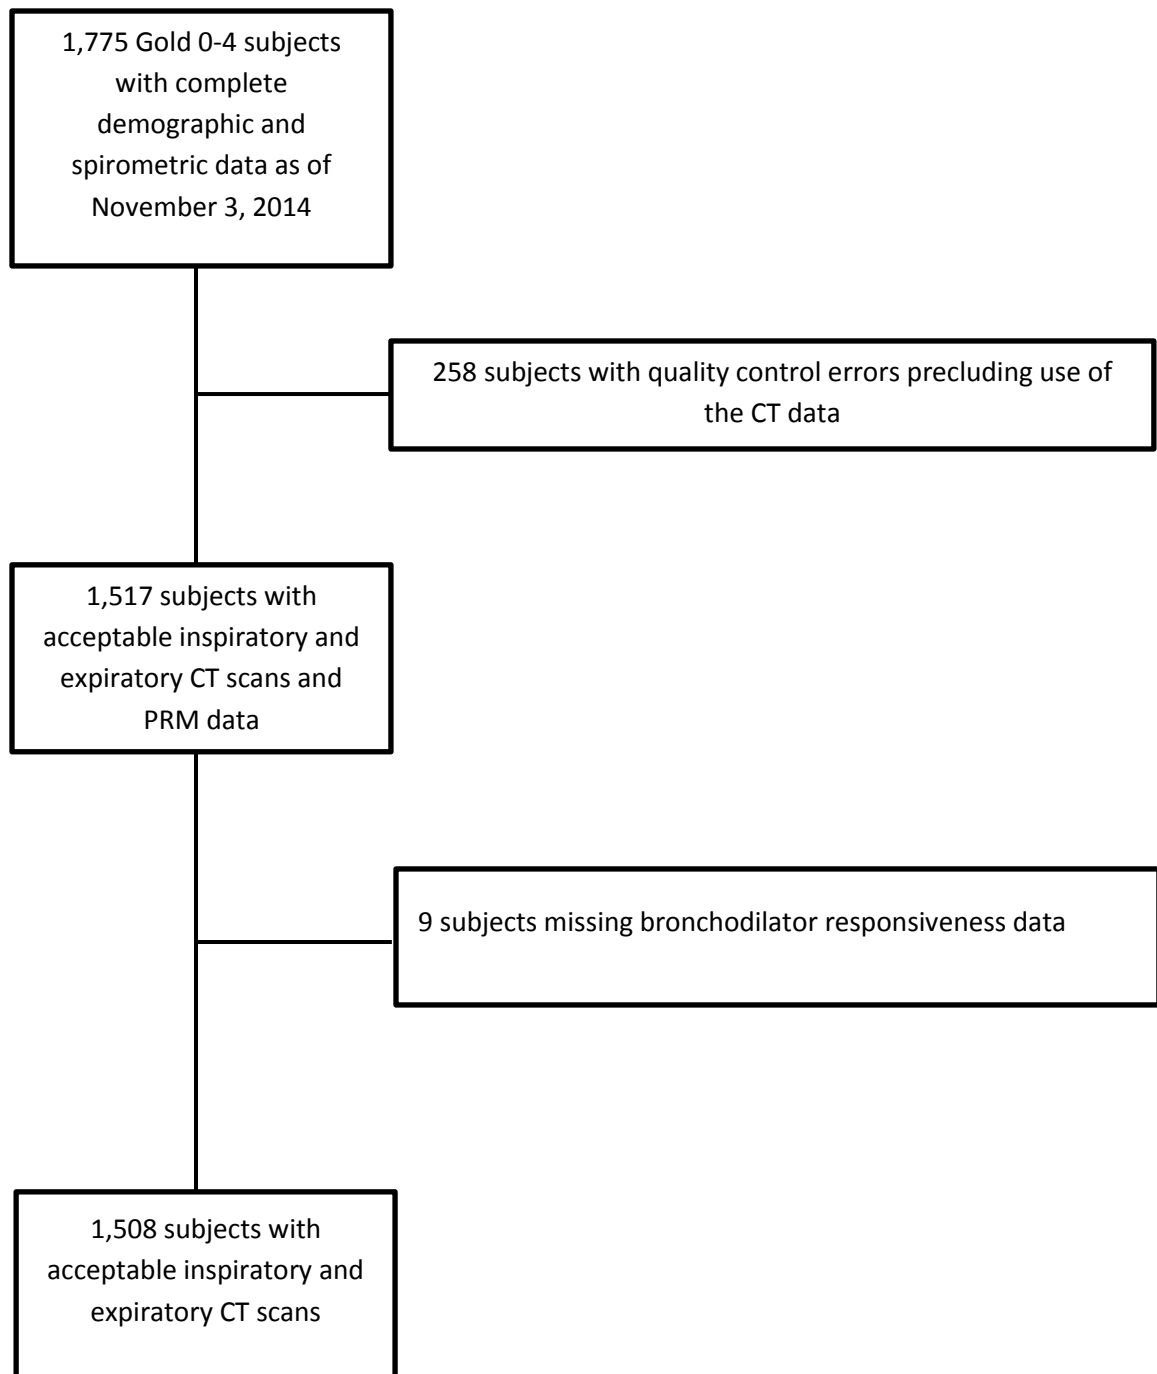 1,775 Gold 0-4 subjects
with complete
demographic and
spirometric data as of
November 3, 2014
258 subjects with quality control errors precluding use of
the CT data
1,517 subjects with
acceptable inspiratory and
expiratory CT scans and
PRM data
9 subjects missing bronchodilator responsiveness data
1,508 subjects with
acceptable inspiratory and
expiratory CT scans